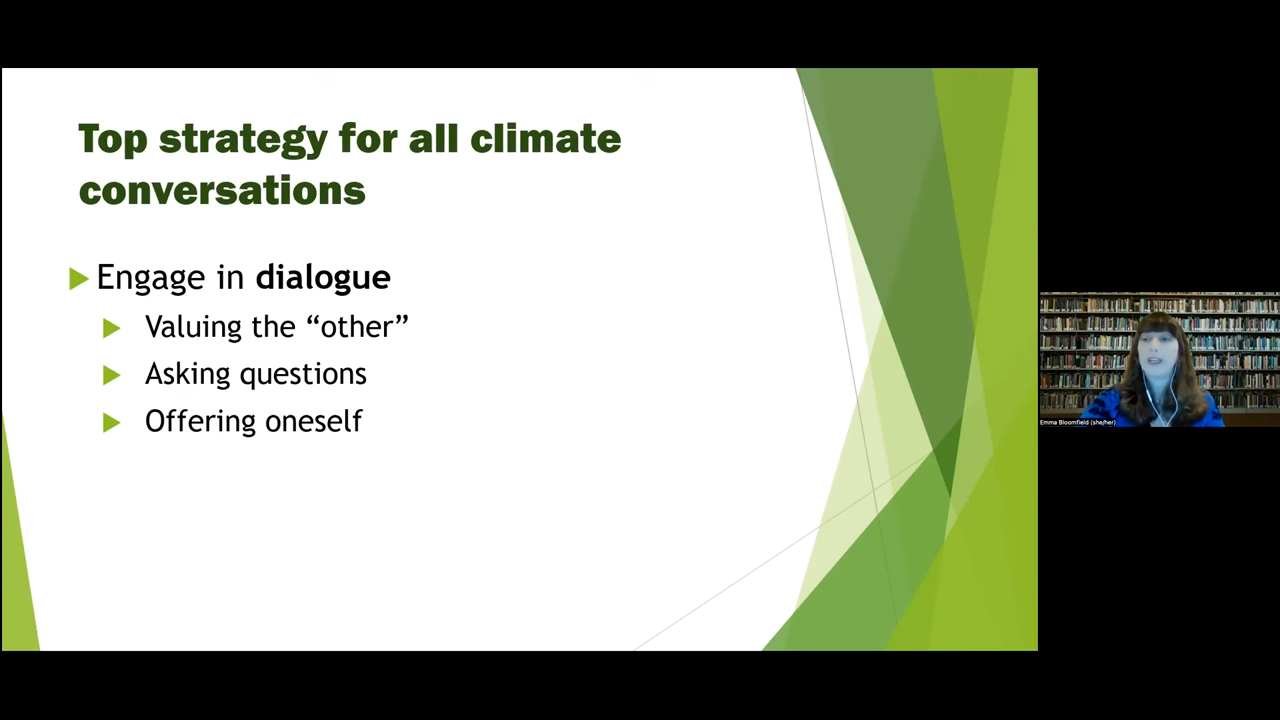 Top strategy for all climate
conversations
Engage in dialogue
Valuing the “other”
Asking questions
Offering oneself
Emma Bloomfield (she/her)